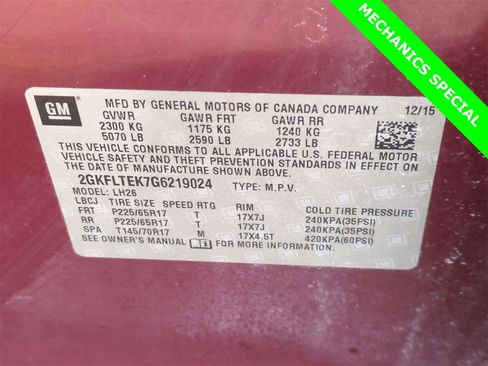 MECHANICS SPECIAL
GM
MFD BY GENERAL MOTORS OF CANADA COMPANY 12/15
GVWR GAWR FRT GAWR RR
2300 KG 1175 KG 1240 KG
5070 LB 2590 LB 2733 LB
THIS VEHICLE CONFORMS TO ALL APPLICABLE U.S. FEDERAL MOTOR
VEHICLE SAFETY AND THEFT PREVENTION STANDARDS IN EFFECT ON
THE DATE OF MANUFACTURE SHOWN ABOVE.
2GKFLTEK7G6219024 TYPE: M.P.V.
MODEL: LH26
LBCJ TIRE SIZE SPEED RTG RIM COLD TIRE PRESSURE
FRT P225/65R17 T 17X7J 240KPA(35PSI)
RR P225/65R17 T 17X7J 240KPA(35PSI)
SPA T145/70R17 M 17X4.5T 420KPA(60PSI)
SEE OWNER'S MANUAL FOR MORE INFORMATION.